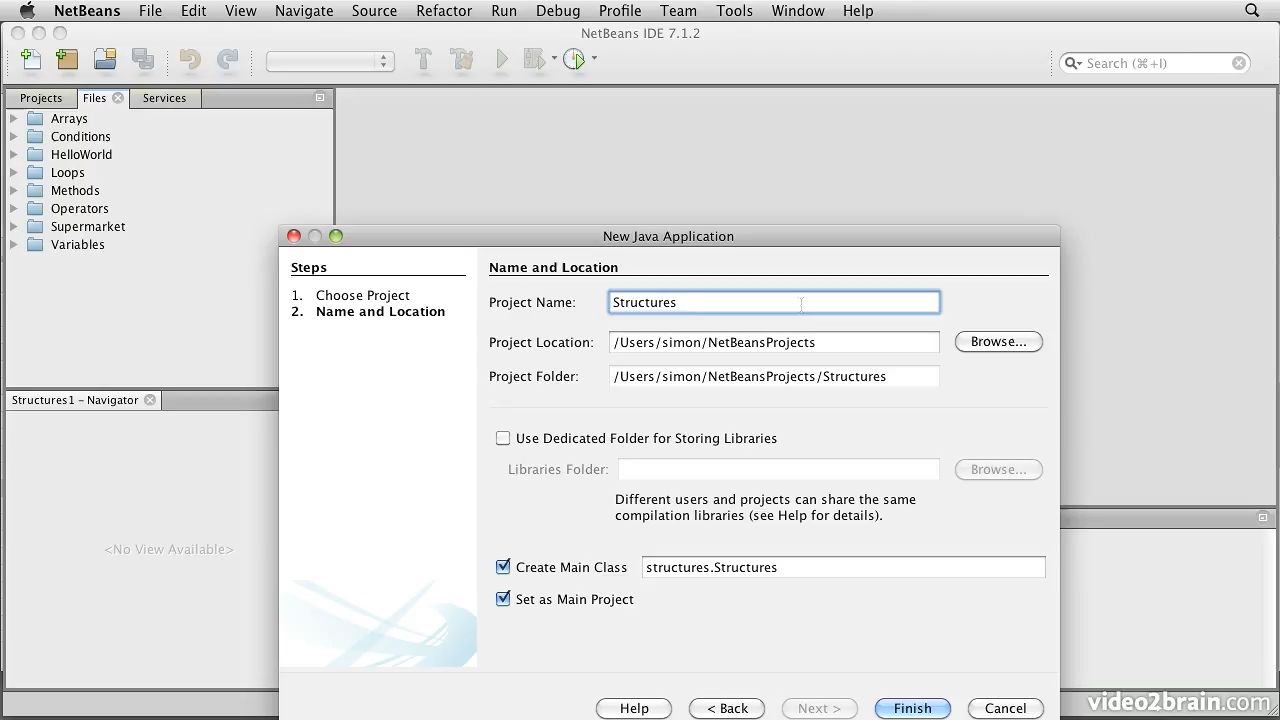 NetBeans File Edit View Navigate Source Refactor Run Debug Profile Team Tools Window Help
NetBeans IDE 7.1.2
Search (⌘+I)
Projects Files Services
Arrays
Conditions
HelloWorld
Loops
Methods
Operators
Supermarket
Variables
Structures1 - Navigator
<No View Available>
New Java Application
Steps
1. Choose Project
2. Name and Location
Name and Location
Project Name: Structures
Project Location: /Users/simon/NetBeansProjects Browse...
Project Folder: /Users/simon/NetBeansProjects/Structures
Use Dedicated Folder for Storing Libraries
Libraries Folder: Browse...
Different users and projects can share the same
compilation libraries (see Help for details).
Create Main Class structures.Structures
Set as Main Project
Help < Back Next > Finish Cancel
video2brain.com